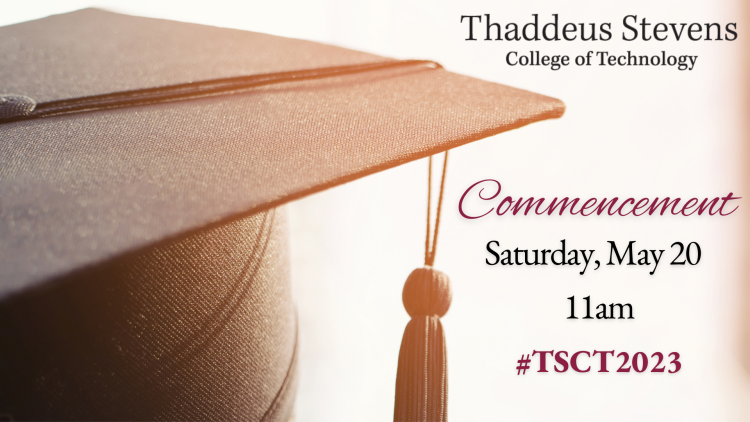 Thaddeus Stevens
College of Technology
Commencement
Saturday, May 20
11am
#TSCT2023